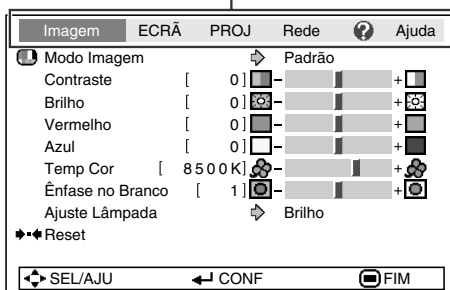 Imagem ECRÃ PROJ Rede ? Ajuda
Modo Imagem Padrão
Contraste [ 0] - +
Brilho [ 0] - +
Vermelho [ 0] - +
Azul [ 0] - +
Temp Cor [ 8500K] - +
Ênfase no Branco [ 1] - +
Ajuste Lâmpada Brilho
Reset
SEL/AJU CONF FIM